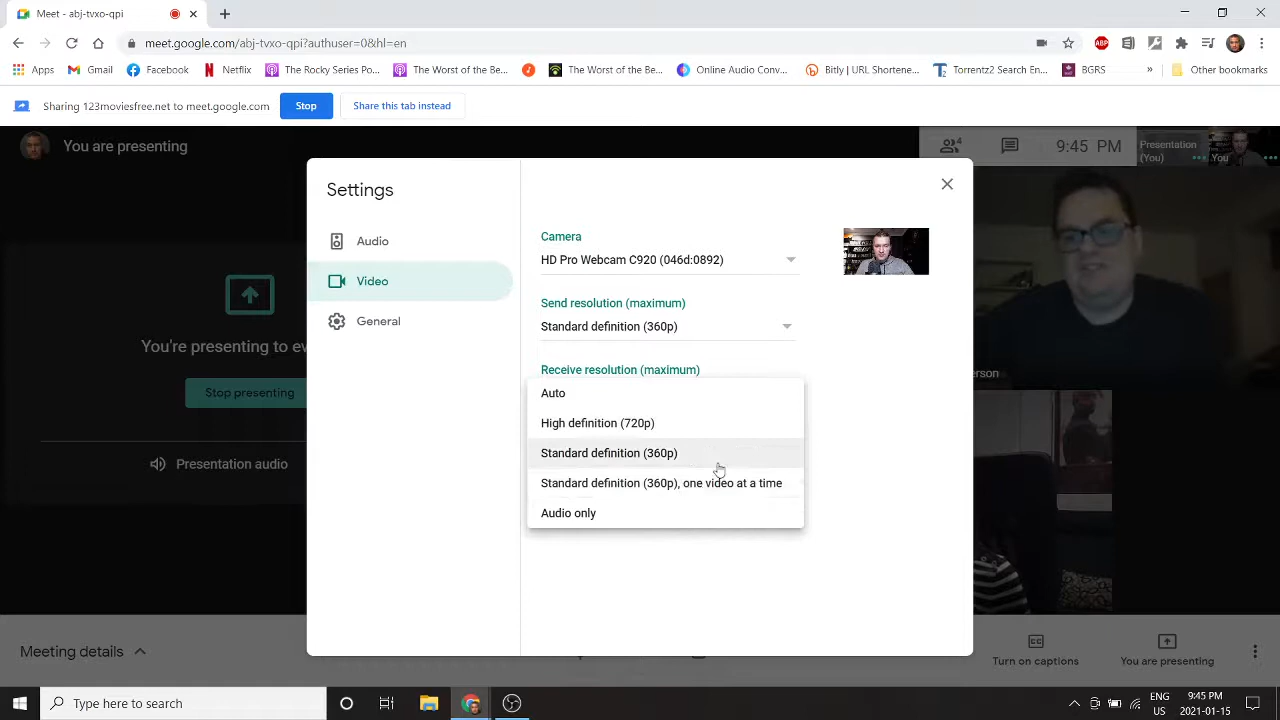 Meet - abj-tvxo-qpi
meet.google.com/abj-tvxo-qpi?authuser=0&hl=en
ABP
Apps
Gmail
Facebook
Netflix
The Rocky Series P...
The Worst of the Be...
The Worst of the Be...
Online Audio Conv...
Bitly | URL Shortene...
Torrentz2 Search En...
BGRS
»
Other bookmarks
Sharing 123moviesfree.net to meet.google.com
Stop
Share this tab instead
You are presenting
4
9:45 PM
Presentation
(You)
You
Settings
Audio
Video
General
Camera
HD Pro Webcam C920 (046d:0892)
Send resolution (maximum)
Standard definition (360p)
Receive resolution (maximum)
Auto
High definition (720p)
Standard definition (360p)
Standard definition (360p), one video at a time
Audio only
You're presenting to ev
Stop presenting
Presentation audio
erson
Meeting details
CC
Turn on captions
You are presenting
Type here to search
ENG
US
9:45 PM
2021-01-15